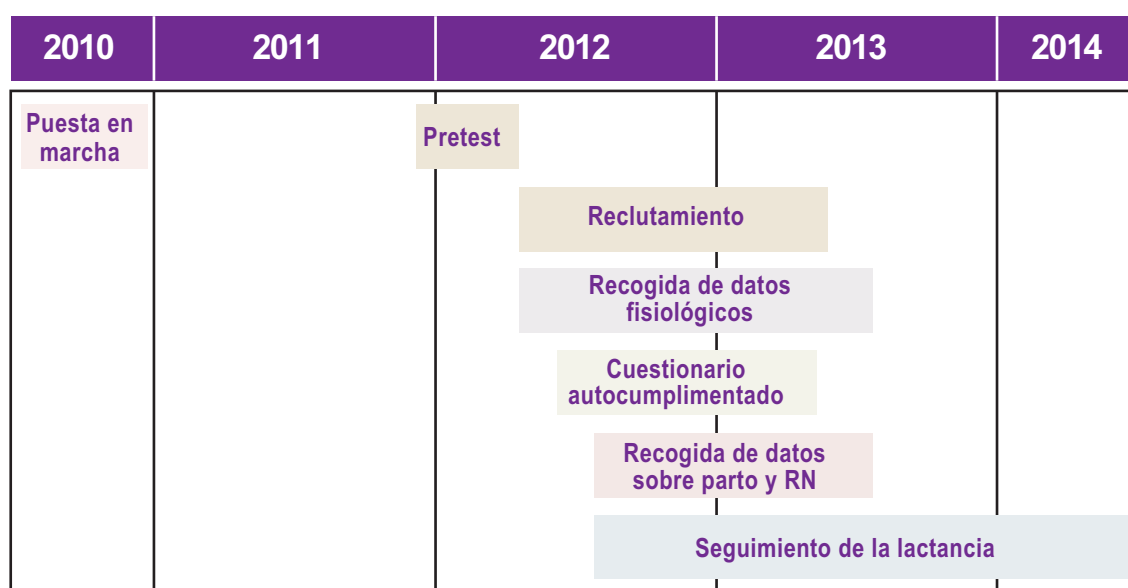 2010 2011 2012 2013 2014
Puesta en
marcha
Pretest
Reclutamiento
Recogida de datos
fisiológicos
Cuestionario
autocumplimentado
Recogida de datos
sobre parto y RN
Seguimiento de la lactancia